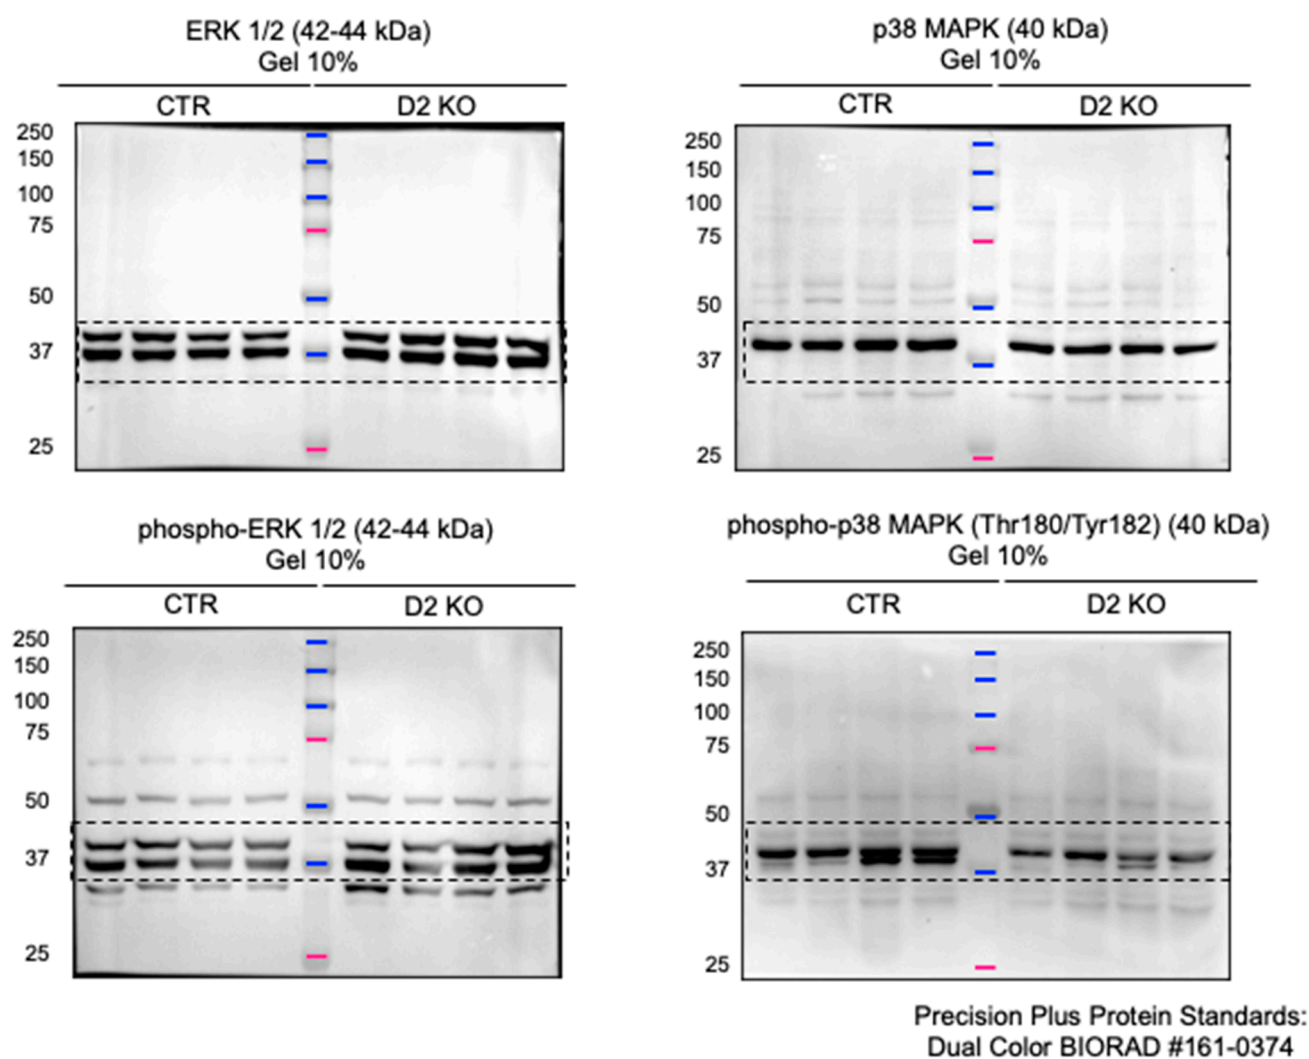 ERK 1/2 (42-44 kDa)
Gel 10%
CTR D2 KO
250
150
100
75
50
37
25
p38 MAPK (40 kDa)
Gel 10%
CTR D2 KO
250
150
100
75
50
37
25
phospho-ERK 1/2 (42-44 kDa)
Gel 10%
CTR D2 KO
250
150
100
75
50
37
25
phospho-p38 MAPK (Thr180/Tyr182) (40 kDa)
Gel 10%
CTR D2 KO
250
150
100
75
50
37
25
Precision Plus Protein Standards:
Dual Color BIORAD #161-0374